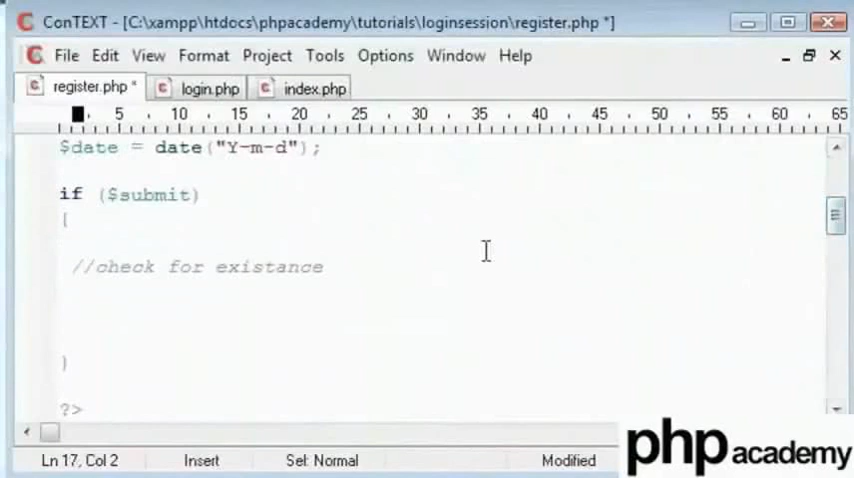 ConTEXT - [C:\xampp\htdocs\phpacademy\tutorials\loginsession\register.php *]
File Edit View Format Project Tools Options Window Help
register.php * login.php index.php
5 10 15 20 25 30 35 40 45 50 55 60 65
$date = date("Y-m-d");
if ($submit)
{
//check for existance
}
?>
Ln 17, Col 2 Insert Sel: Normal Modified
php academy